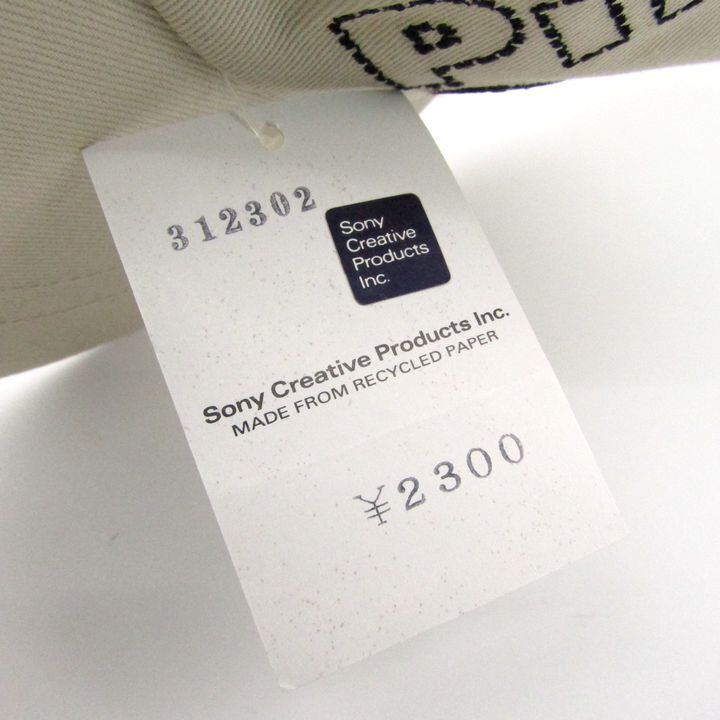 312302
Sony
Creative
Products
Inc.
Sony Creative Products Inc.
MADE FROM RECYCLED PAPER
¥2300